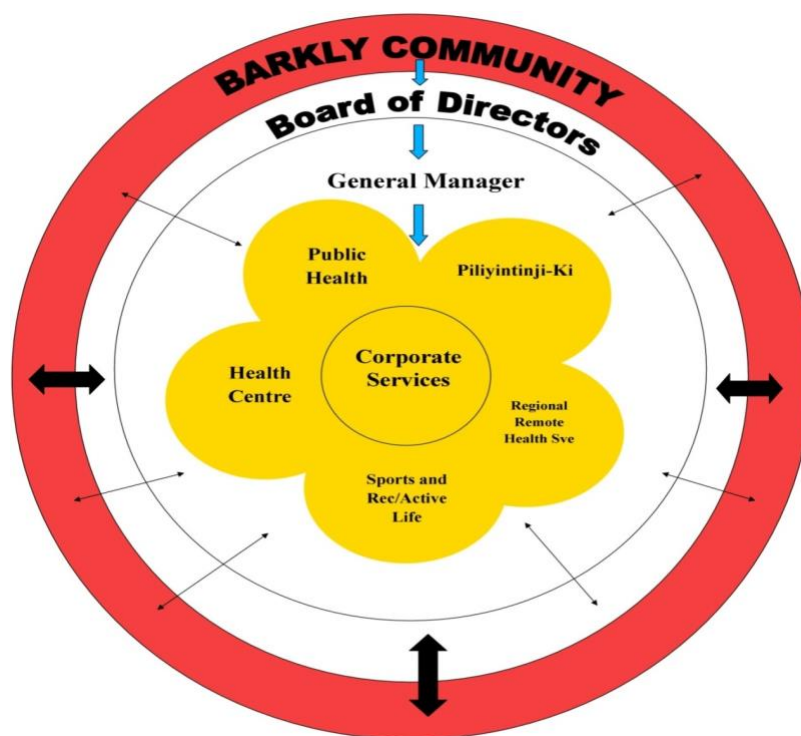 BARKLY COMMUNITY
Board of Directors
General Manager
Public
Health
Piliyintinji-Ki
Health
Centre
Corporate
Services
Regional
Remote
Health Sve
Sports and
Rec/Active
Life